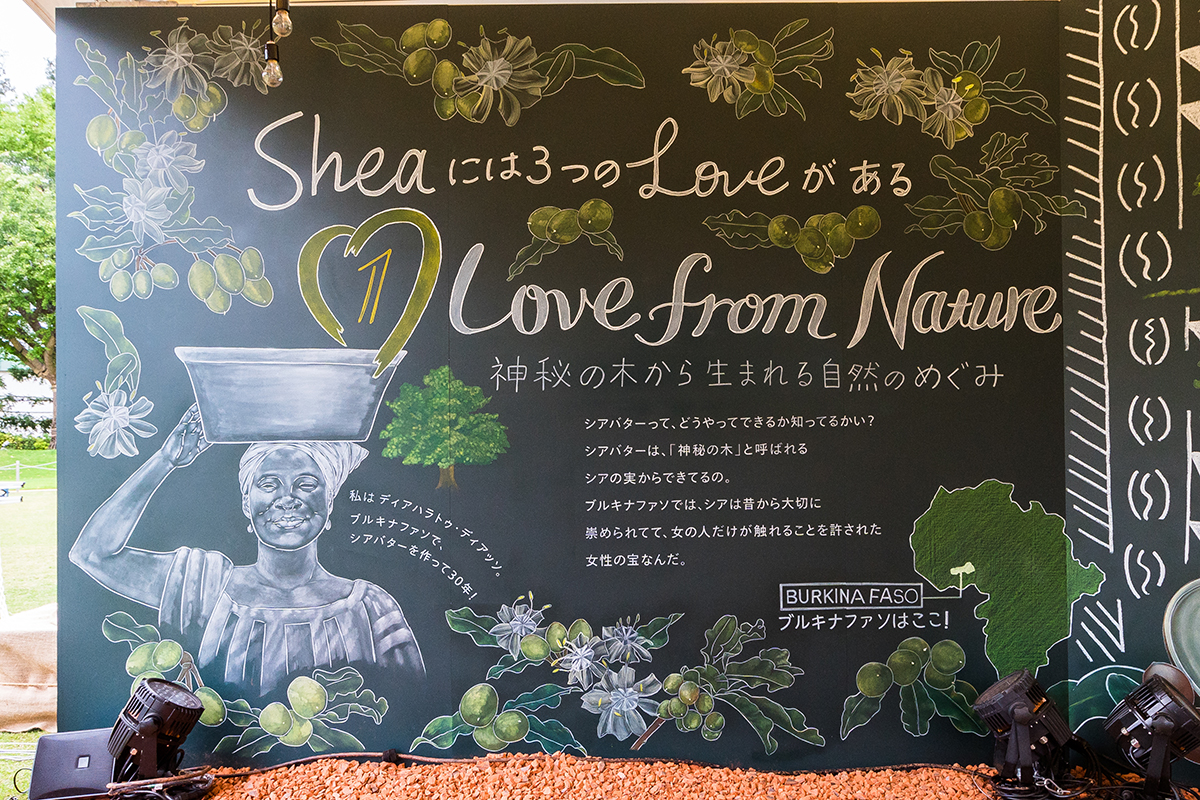 Sheaには3つのLoveがある
1
Love from Nature
神秘の木から生まれる自然のめぐみ
シアバターって、どうやってできるか知ってるかい？
シアバターは、「神秘の木」と呼ばれる
シアの実からできてるの。
ブルキナファソでは、シアは昔から大切に
崇められてて、女の人だけが触れることを許された
女性の宝なんだ。
私は ディアハラトゥ・ディアッソ。
ブルキナファソで、
シアバターを作って30年！
BURKINA FASO
ブルキナファソはここ！